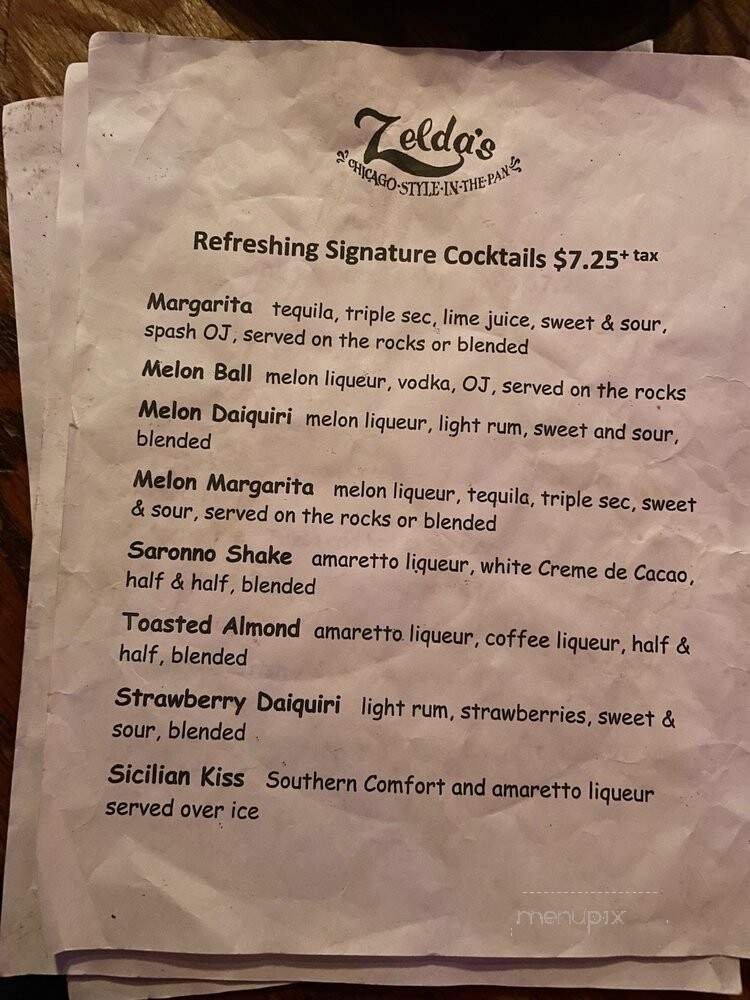 Zelda's
CHICAGO·STYLE·IN·THE·PAN
Refreshing Signature Cocktails $7.25+ tax
Margarita tequila, triple sec, lime juice, sweet & sour,
spash OJ, served on the rocks or blended
Melon Ball melon liqueur, vodka, OJ, served on the rocks
Melon Daiquiri melon liqueur, light rum, sweet and sour,
blended
Melon Margarita melon liqueur, tequila, triple sec, sweet
& sour, served on the rocks or blended
Saronno Shake amaretto liqueur, white Creme de Cacao,
half & half, blended
Toasted Almond amaretto liqueur, coffee liqueur, half &
half, blended
Strawberry Daiquiri light rum, strawberries, sweet &
sour, blended
Sicilian Kiss Southern Comfort and amaretto liqueur
served over ice
menupix